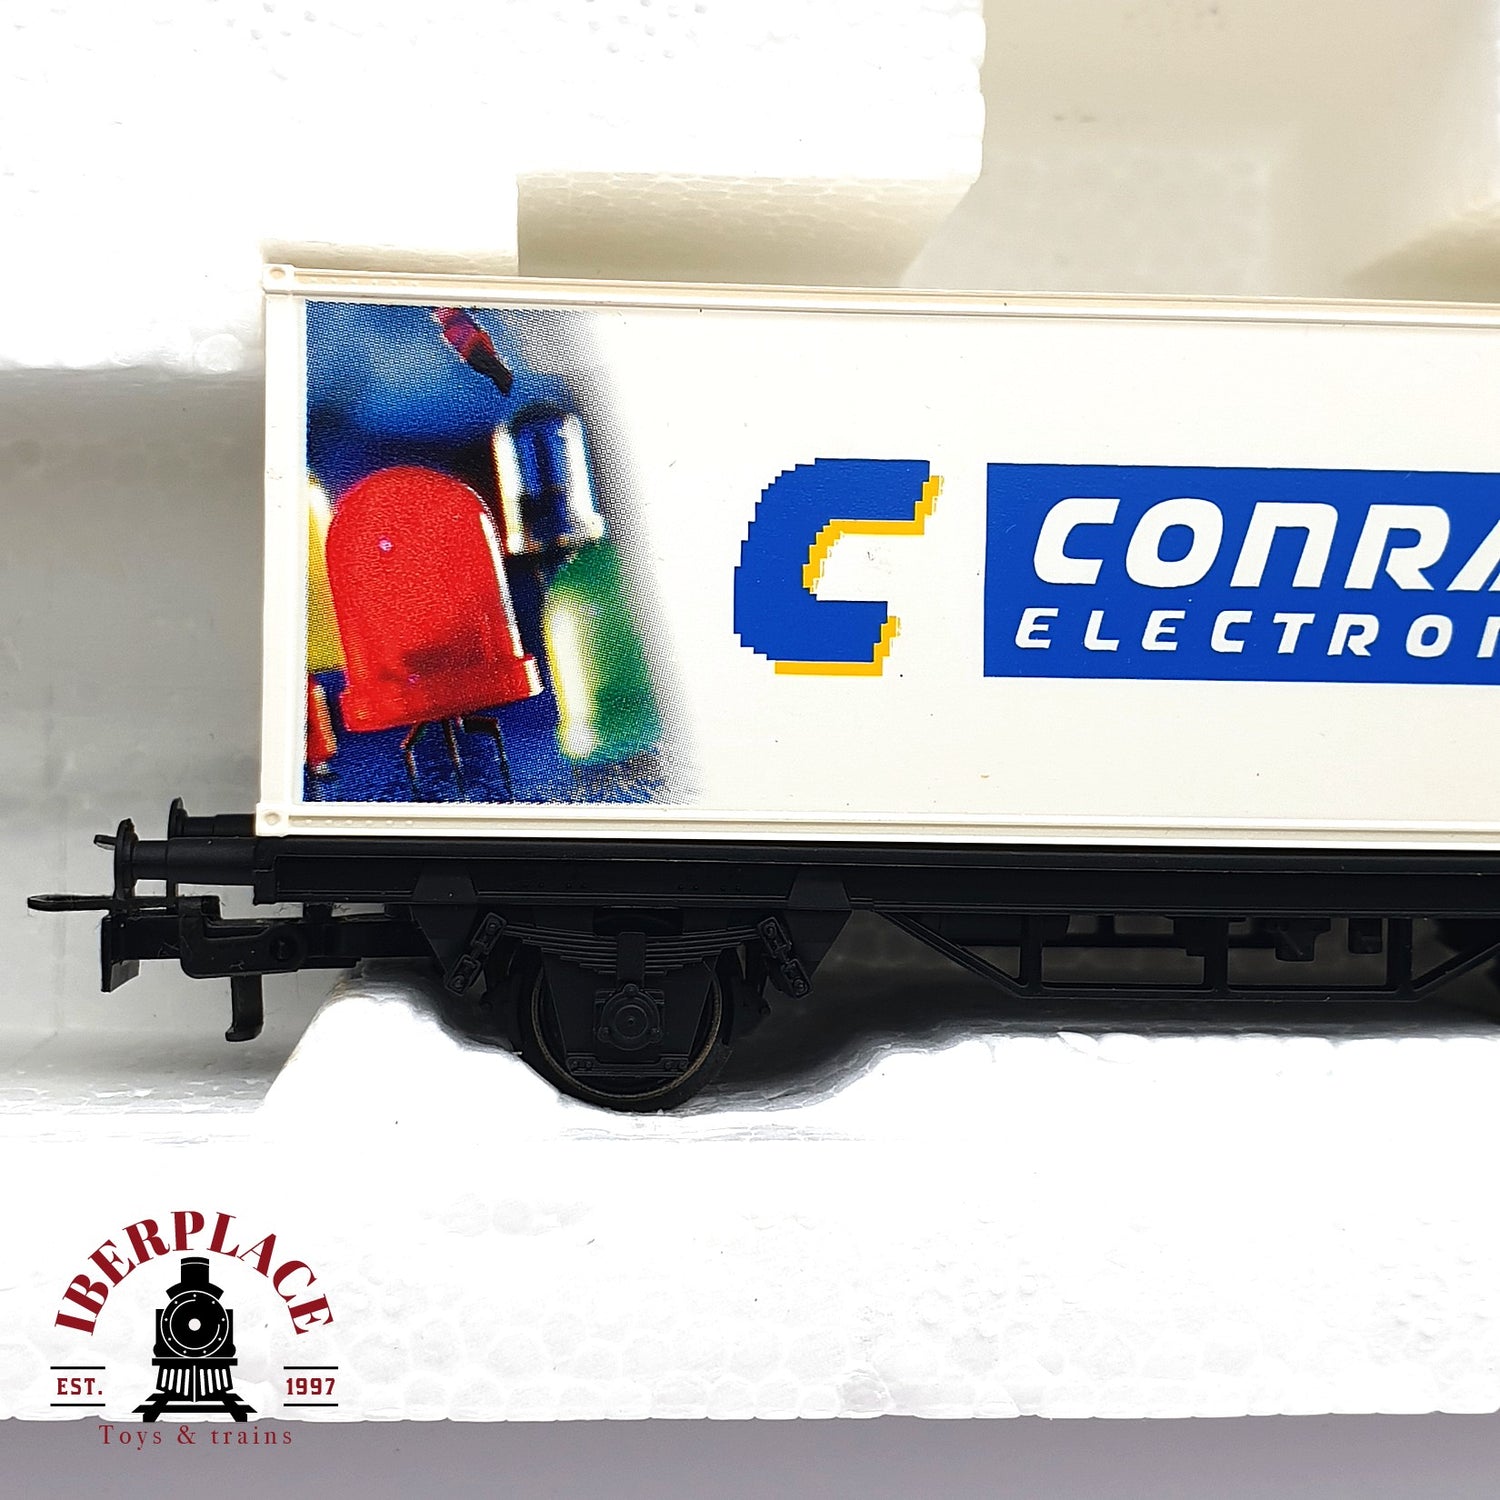 CONRA
ELECTRON
IBERPLACE
EST. 1997
Toys & trains